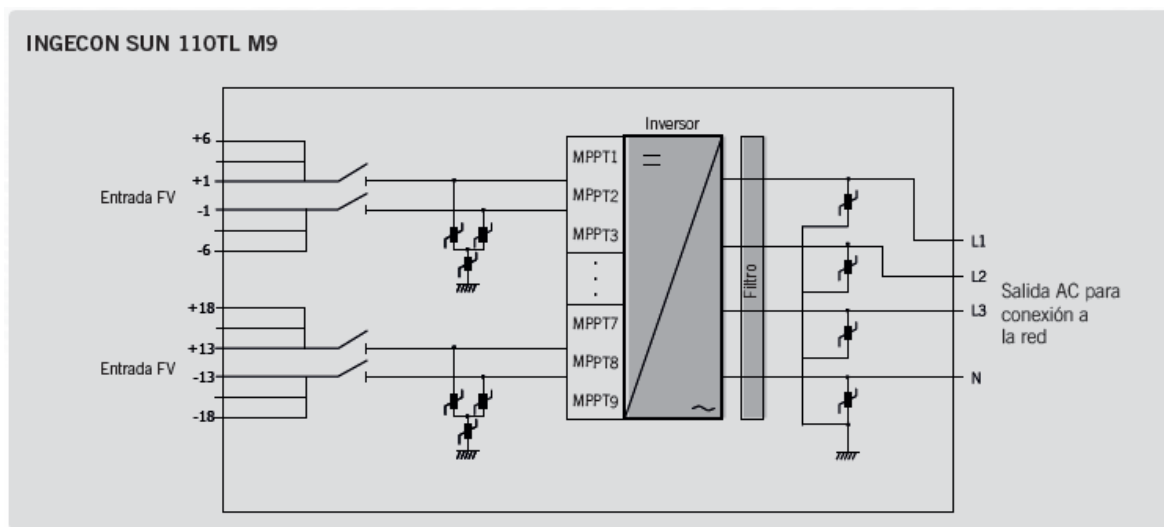 INGECON SUN 110TL M9
Inversor
+6
+1
Entrada FV
-1
-6
+18
+13
Entrada FV
-13
-18
MPPT1
MPPT2
MPPT3
MPPT7
MPPT8
MPPT9
Filtro
L1
L2
L3
N
Salida AC para
conexión a
la red